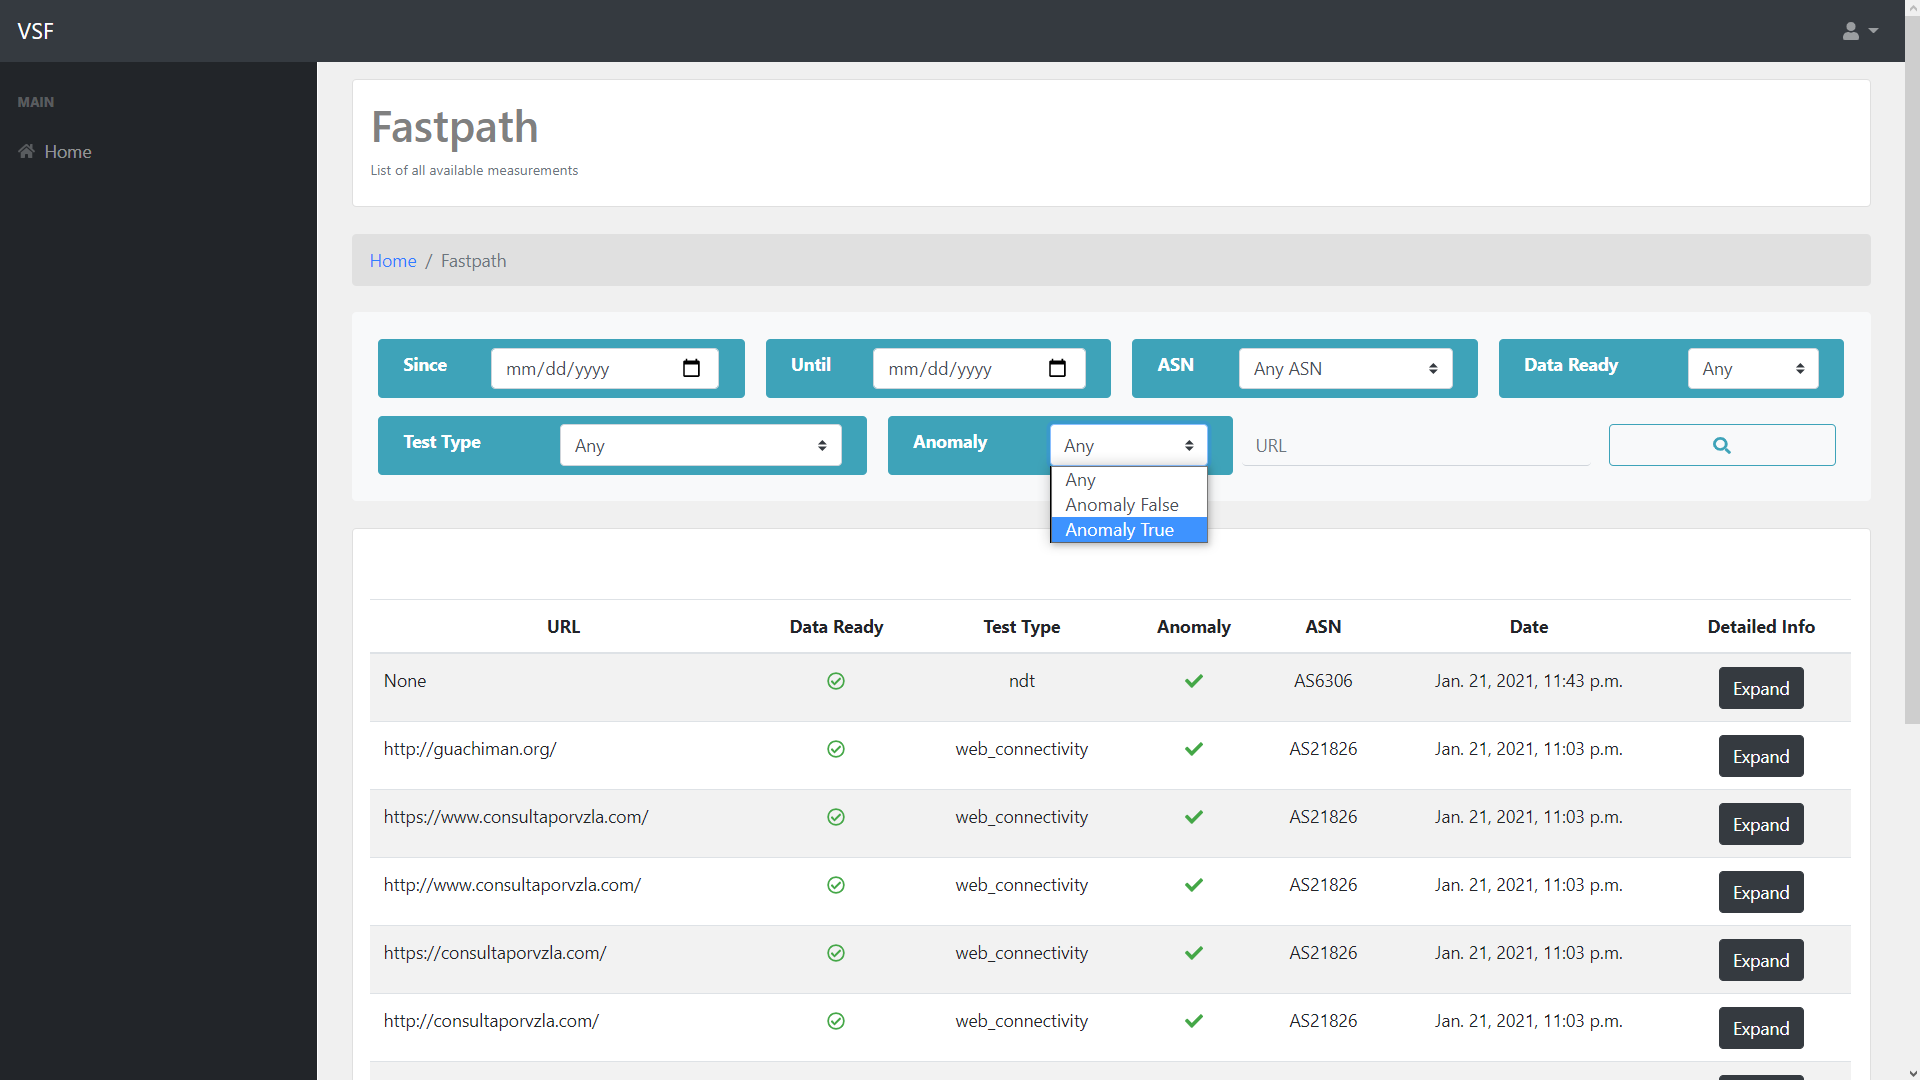 VSF
MAIN
Home
Fastpath
List of all available measurements
Home / Fastpath
Since mm/dd/yyyy Until mm/dd/yyyy ASN Any ASN Data Ready Any
Test Type Any Anomaly Any URL
Any
Anomaly False
Anomaly True
URL Data Ready Test Type Anomaly ASN Date Detailed Info
None ndt AS6306 Jan. 21, 2021, 11:43 p.m. Expand
http://guachiman.org/ web_connectivity AS21826 Jan. 21, 2021, 11:03 p.m. Expand
https://www.consultaporvzla.com/ web_connectivity AS21826 Jan. 21, 2021, 11:03 p.m. Expand
http://www.consultaporvzla.com/ web_connectivity AS21826 Jan. 21, 2021, 11:03 p.m. Expand
https://consultaporvzla.com/ web_connectivity AS21826 Jan. 21, 2021, 11:03 p.m. Expand
http://consultaporvzla.com/ web_connectivity AS21826 Jan. 21, 2021, 11:03 p.m. Expand